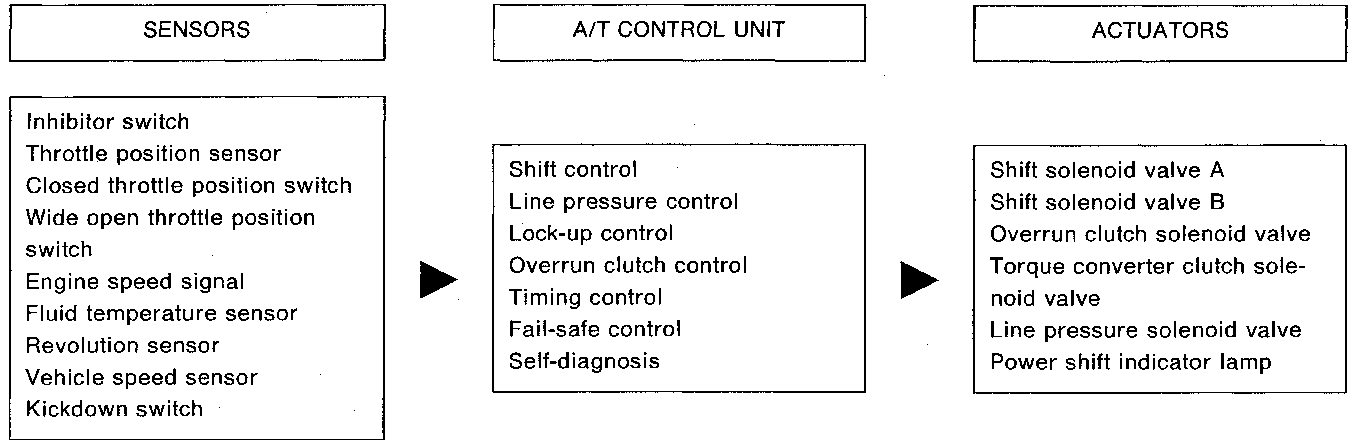 SENSORS
Inhibitor switch
Throttle position sensor
Closed throttle position switch
Wide open throttle position
switch
Engine speed signal
Fluid temperature sensor
Revolution sensor
Vehicle speed sensor
Kickdown switch
A/T CONTROL UNIT
Shift control
Line pressure control
Lock-up control
Overrun clutch control
Timing control
Fail-safe control
Self-diagnosis
ACTUATORS
Shift solenoid valve A
Shift solenoid valve B
Overrun clutch solenoid valve
Torque converter clutch sole-
noid valve
Line pressure solenoid valve
Power shift indicator lamp